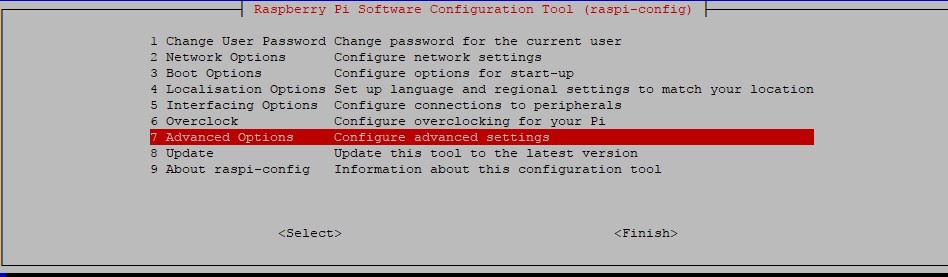 Raspberry Pi Software Configuration Tool (raspi-config)
1 Change User Password Change password for the current user
2 Network Options Configure network settings
3 Boot Options Configure options for start-up
4 Localisation Options Set up language and regional settings to match your location
5 Interfacing Options Configure connections to peripherals
6 Overclock Configure overclocking for your Pi
7 Advanced Options Configure advanced settings
8 Update Update this tool to the latest version
9 About raspi-config Information about this configuration tool
<Select> <Finish>